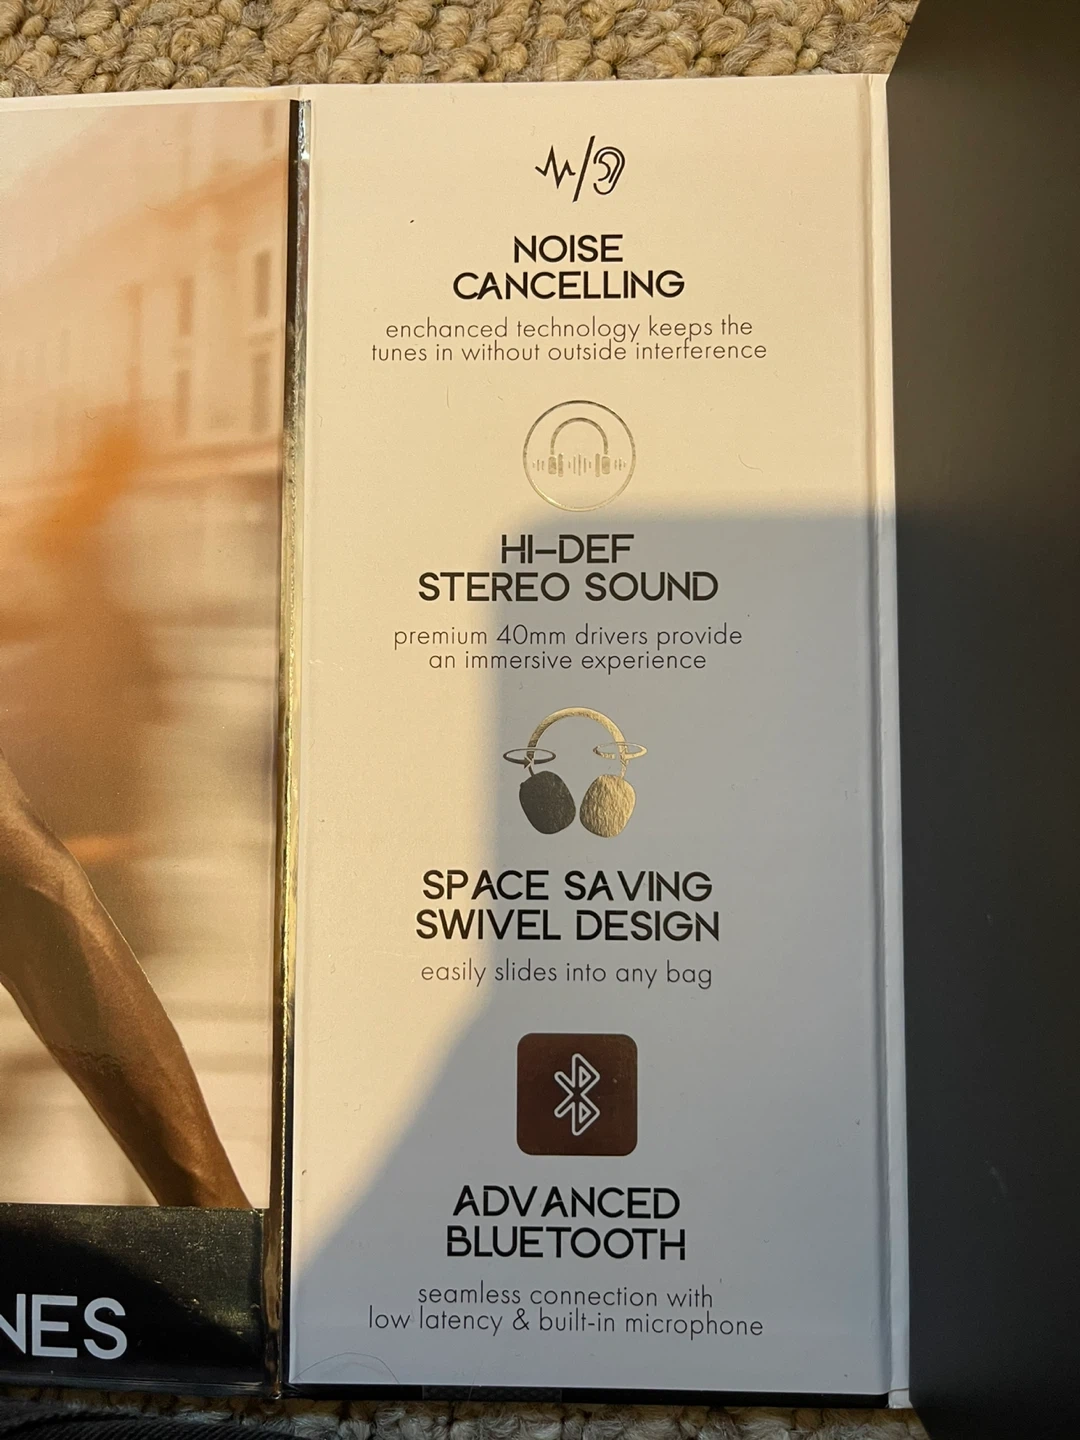 NOISE
CANCELLING
enchanced technology keeps the
tunes in without outside interference
HI-DEF
STEREO SOUND
premium 40mm drivers provide
an immersive experience
SPACE SAVING
SWIVEL DESIGN
easily slides into any bag
ADVANCED
BLUETOOTH
seamless connection with
low latency & built-in microphone
NES